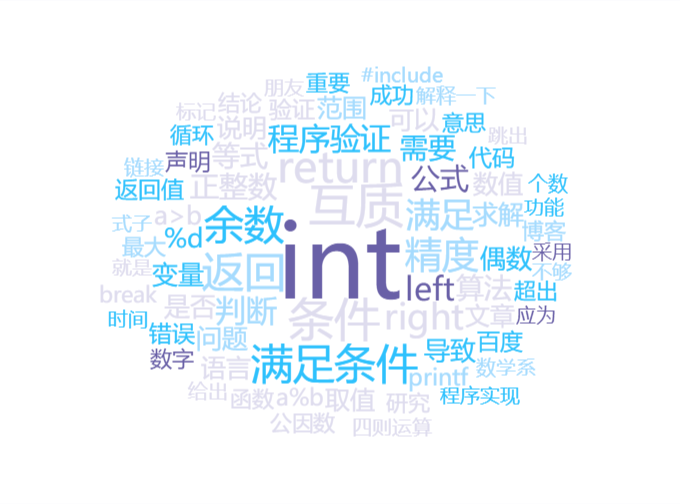 #include
朋友
重要
成功
解释一下
标记
结论
验证
范围
可以
意思
循环
说明
程序验证
需要
跳出
声明
等式
return
代码
链接
返回值
正整数
互质
公式
数值
个数
式子
a>b
余数
满足
求解
功能
博客
最大
%d
int
精度
偶数
采用
就是
变量
返回
left
算法
不够
超出
break
是否
判断
条件
right
文章
应为
时间
错误
问题
导致
百度
数字
语言
满足条件
printf
数学系
给出
函数
a%b
取值
研究
程序实现
公因数
四则运算